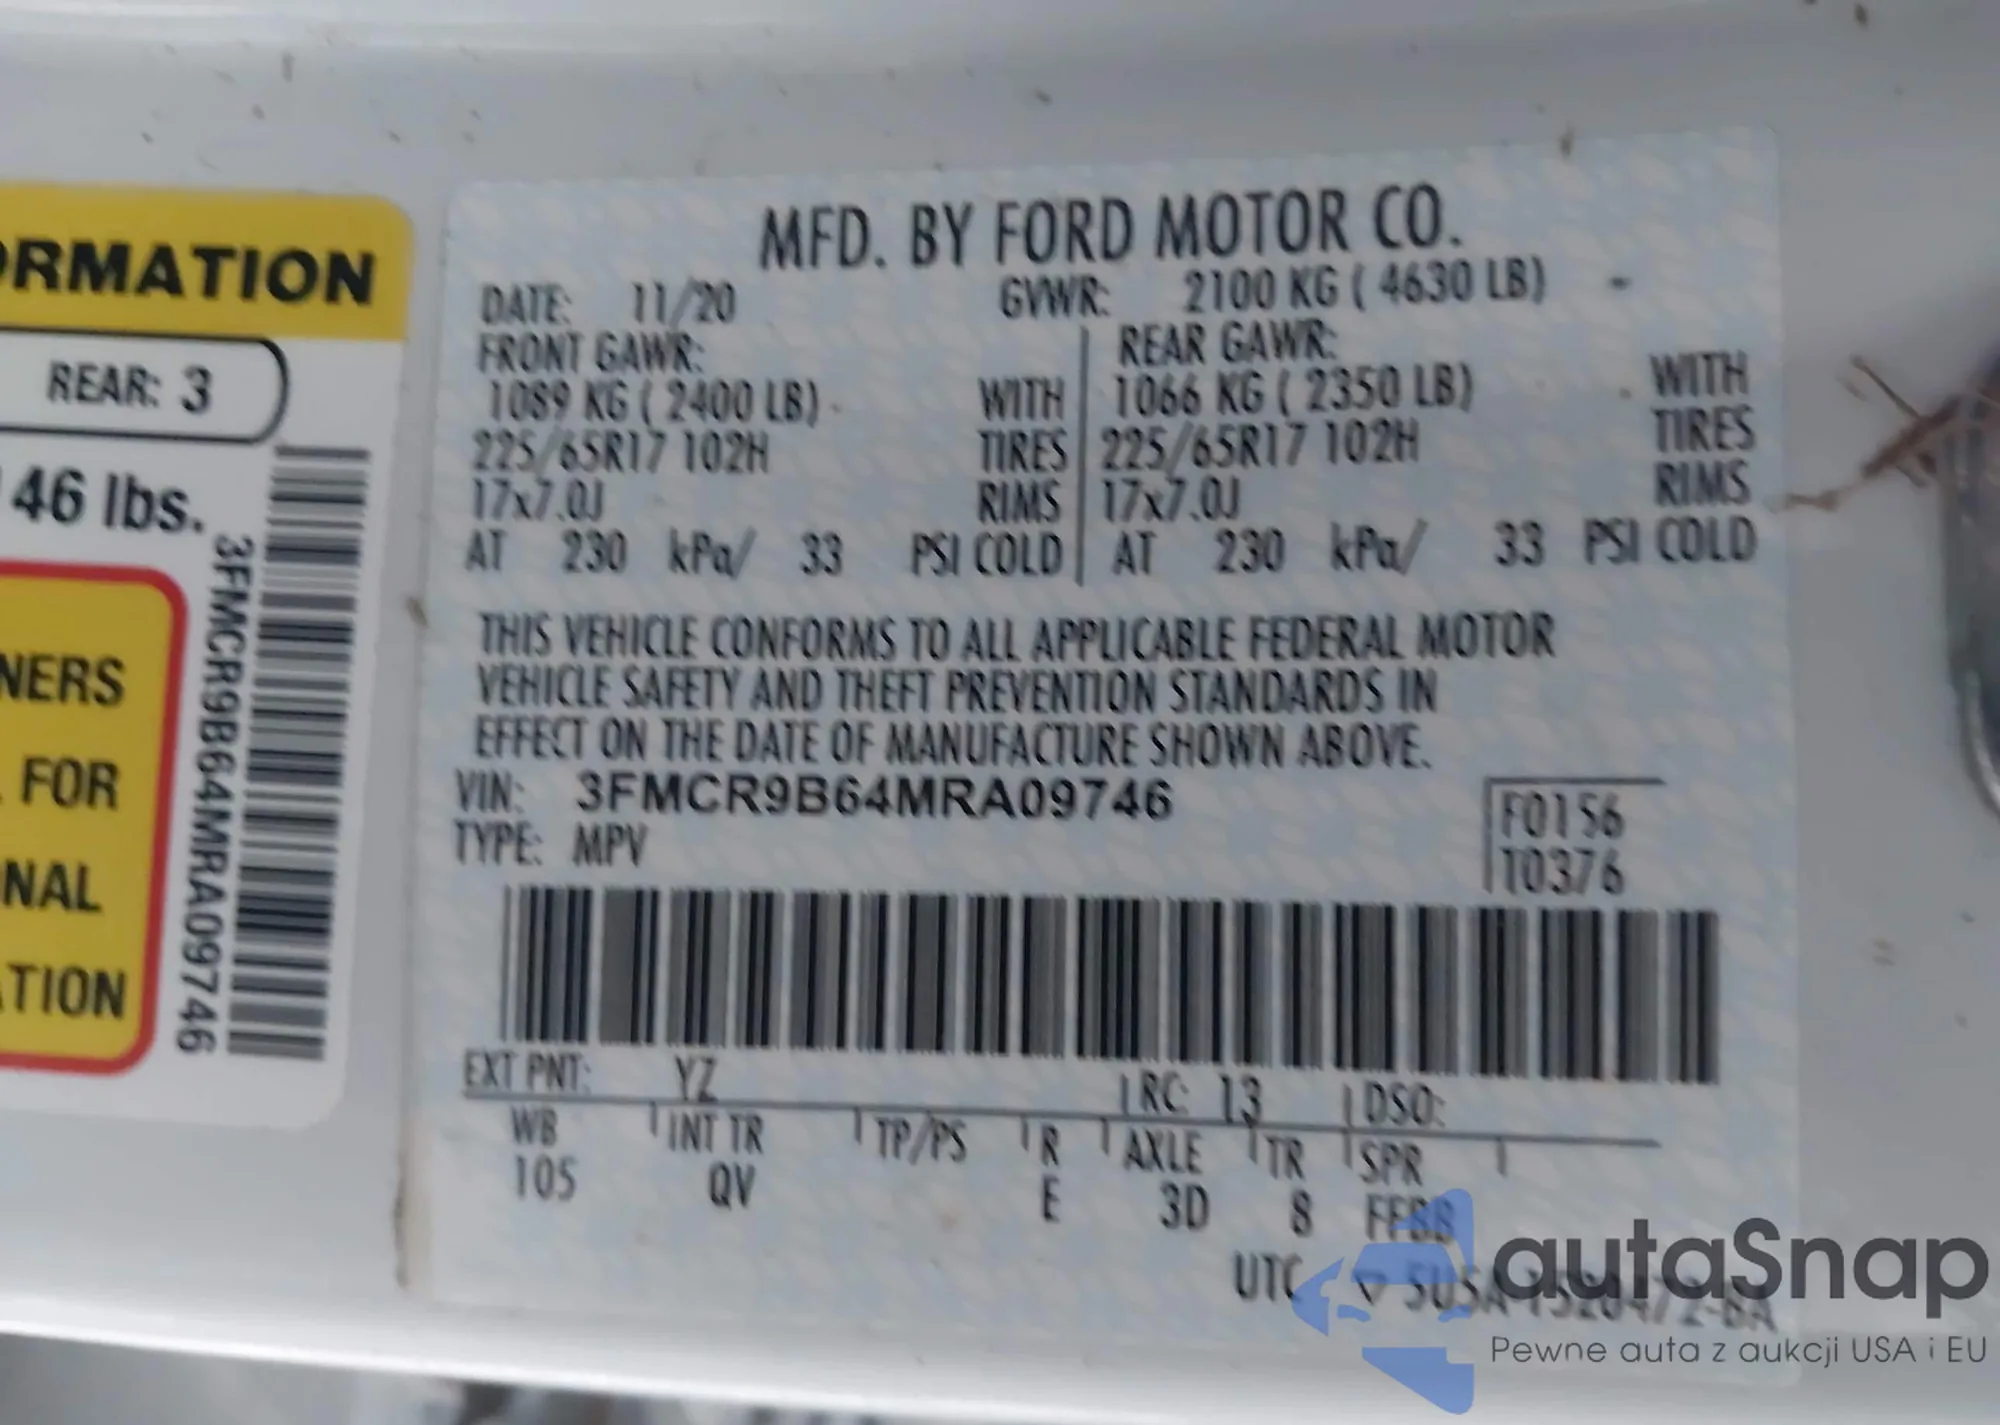 ORMATION
REAR: 3
46 lbs.
NERS
FOR
NAL
ATION
3FMCR9B64MRA09746
MFD. BY FORD MOTOR CO.
DATE: 11/20 GVWR: 2100 KG ( 4630 LB)
FRONT GAWR: REAR GAWR:
1089 KG ( 2400 LB) WITH 1066 KG ( 2350 LB) WITH
225/65R17 102H TIRES 225/65R17 102H TIRES
17x7.0J RIMS 17x7.0J RIMS
AT 230 kPa/ 33 PSI COLD AT 230 kPa/ 33 PSI COLD
THIS VEHICLE CONFORMS TO ALL APPLICABLE FEDERAL MOTOR
VEHICLE SAFETY AND THEFT PREVENTION STANDARDS IN
EFFECT ON THE DATE OF MANUFACTURE SHOWN ABOVE.
VIN: 3FMCR9B64MRA09746
TYPE: MPV
F0156
T0376
EXT PNT: YZ RC: 13 DSO:
WB INT TR TP/PS R AXLE TR SPR
105 QV E 3D 8 FFBB
UTC
autaSnap
Pewne auta z aukcji USA i EU